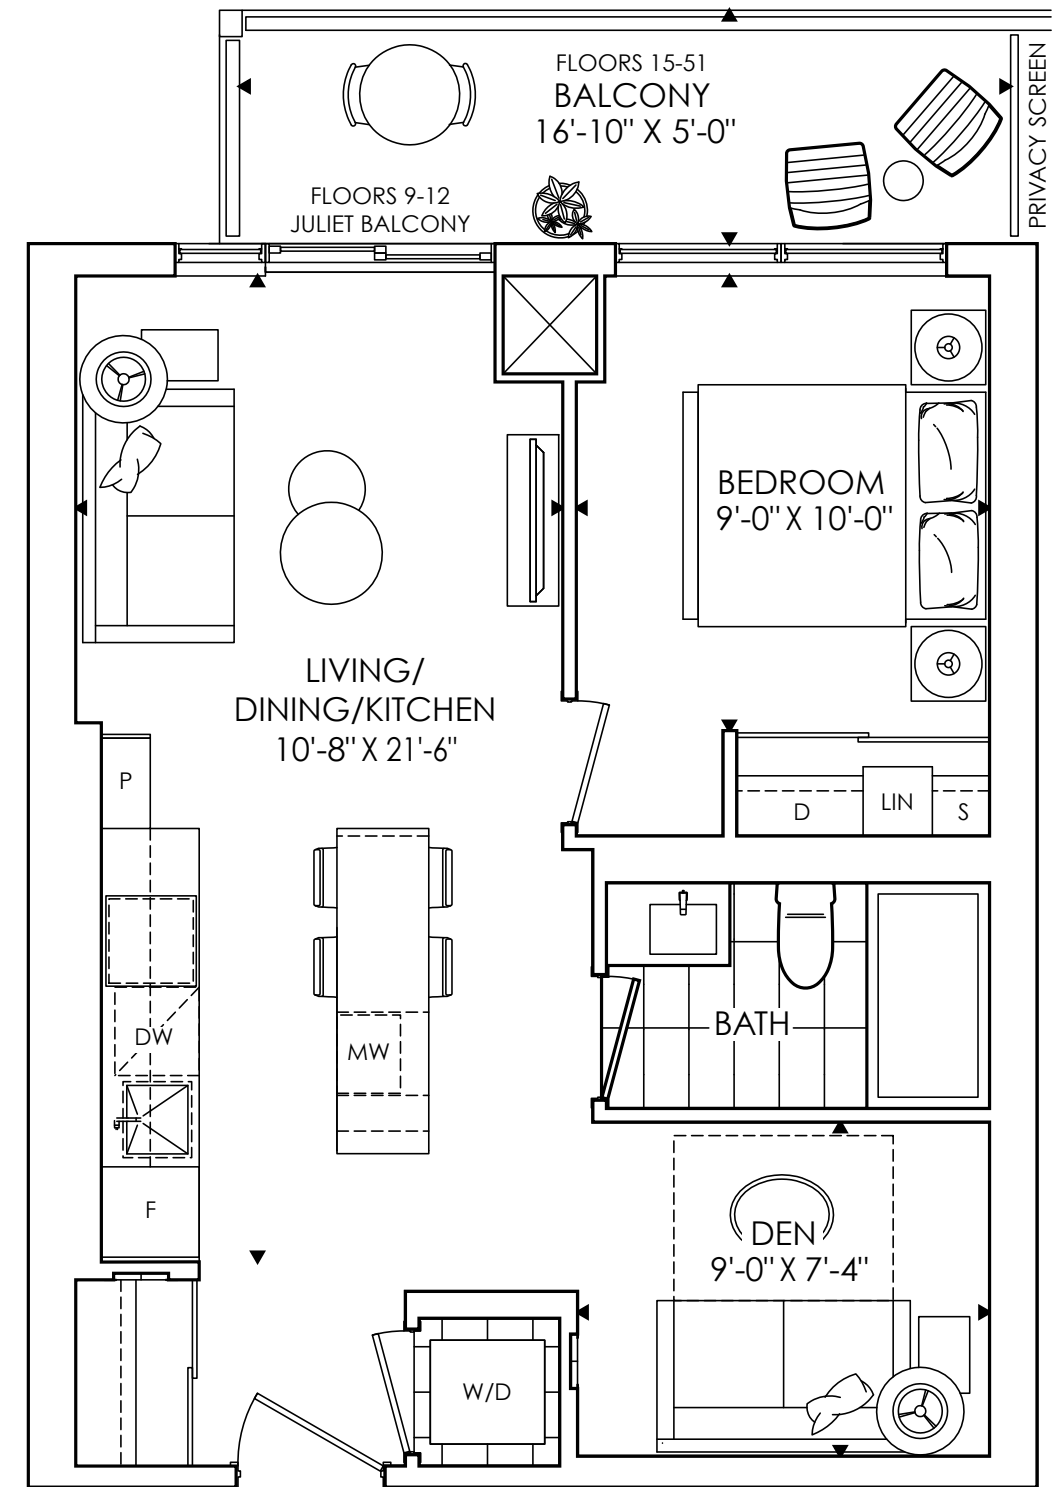 FLOORS 15-51
BALCONY
16'-10" X 5'-0"
PRIVACY SCREEN
FLOORS 9-12
JULIET BALCONY
BEDROOM
9'-0" X 10'-0"
LIVING/
DINING/KITCHEN
10'-8" X 21'-6"
P
D
LIN
S
DW
MW
BATH
F
DEN
9'-0" X 7'-4"
W/D